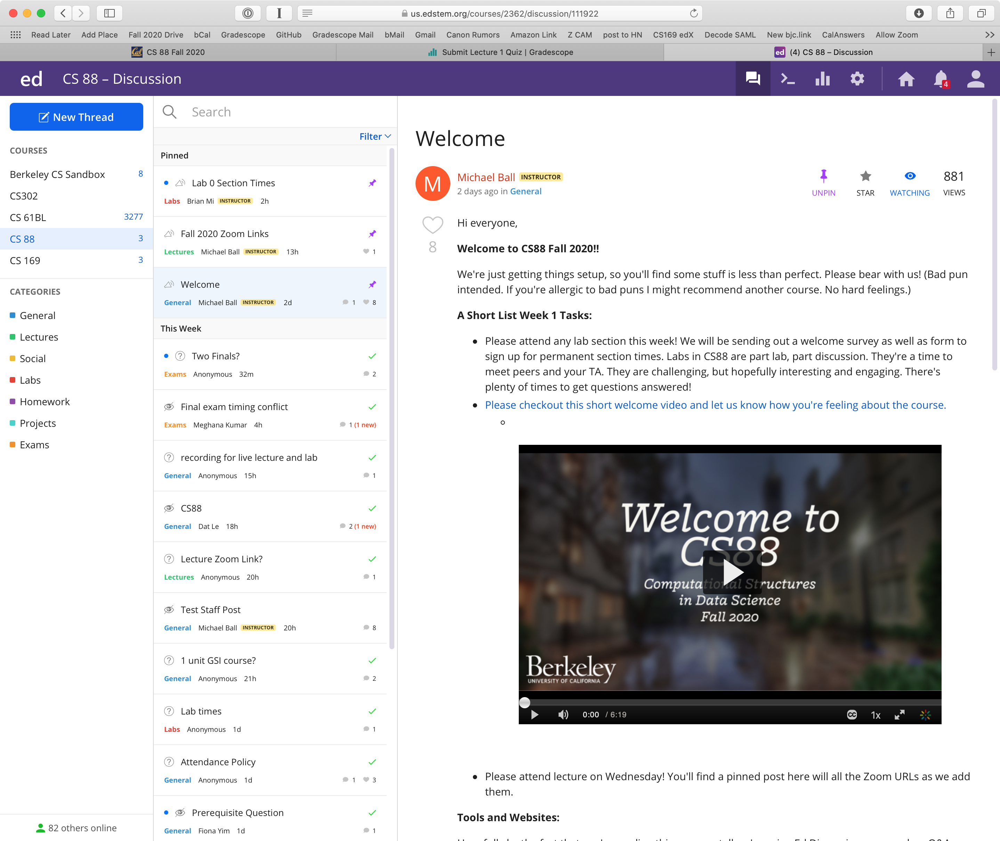 us.edstem.org/courses/2362/discussion/111922
Read Later Add Place Fall 2020 Drive bCal Gradescope GitHub Gradescope Mail bMail Gmail Canon Rumors Amazon Link Z CAM post to HN CS169 edX Decode SAML New bjc.link CalAnswers Allow Zoom
Cal CS 88 Fall 2020
Submit Lecture 1 Quiz | Gradescope
ed (4) CS 88 – Discussion
ed CS 88 – Discussion
4
New Thread
COURSES
Berkeley CS Sandbox 8
CS302
CS 61BL 3277
CS 88 3
CS 169 3
CATEGORIES
General
Lectures
Social
Labs
Homework
Projects
Exams
82 others online
Search
Filter
Pinned
Lab 0 Section Times
Labs Brian Mi INSTRUCTOR 2h
Fall 2020 Zoom Links
Lectures Michael Ball INSTRUCTOR 13h 1
Welcome
General Michael Ball INSTRUCTOR 2d 1 8
This Week
Two Finals?
Exams Anonymous 32m 2
Final exam timing conflict
Exams Meghana Kumar 4h 1 (1 new)
recording for live lecture and lab
General Anonymous 15h 1
CS88
General Dat Le 18h 2 (1 new)
Lecture Zoom Link?
Lectures Anonymous 20h 1
Test Staff Post
General Michael Ball INSTRUCTOR 20h 8
1 unit GSI course?
General Anonymous 21h 2
Lab times
Labs Anonymous 1d 1
Attendance Policy
General Anonymous 1d 1 3
Prerequisite Question
General Fiona Yim 1d 1
Welcome
M
Michael Ball INSTRUCTOR
2 days ago in General
UNPIN
STAR
WATCHING
881
VIEWS
8
Hi everyone,
Welcome to CS88 Fall 2020!!
We're just getting things setup, so you'll find some stuff is less than perfect. Please bear with us! (Bad pun
intended. If you're allergic to bad puns I might recommend another course. No hard feelings.)
A Short List Week 1 Tasks:
Please attend any lab section this week! We will be sending out a welcome survey as well as form to
sign up for permanent section times. Labs in CS88 are part lab, part discussion. They're a time to
meet peers and your TA. They are challenging, but hopefully interesting and engaging. There's
plenty of times to get questions answered!
Please checkout this short welcome video and let us know how you're feeling about the course.
Welcome to
CS88
Computational Structures
in Data Science
Fall 2020
Berkeley
UNIVERSITY OF CALIFORNIA
0:00 / 6:19
CC 1x
Please attend lecture on Wednesday! You'll find a pinned post here will all the Zoom URLs as we add
them.
Tools and Websites: